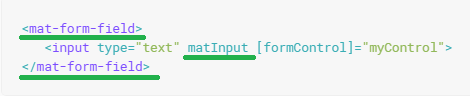 <mat-form-field>
<input type="text" matInput [formControl]="myControl">
</mat-form-field>